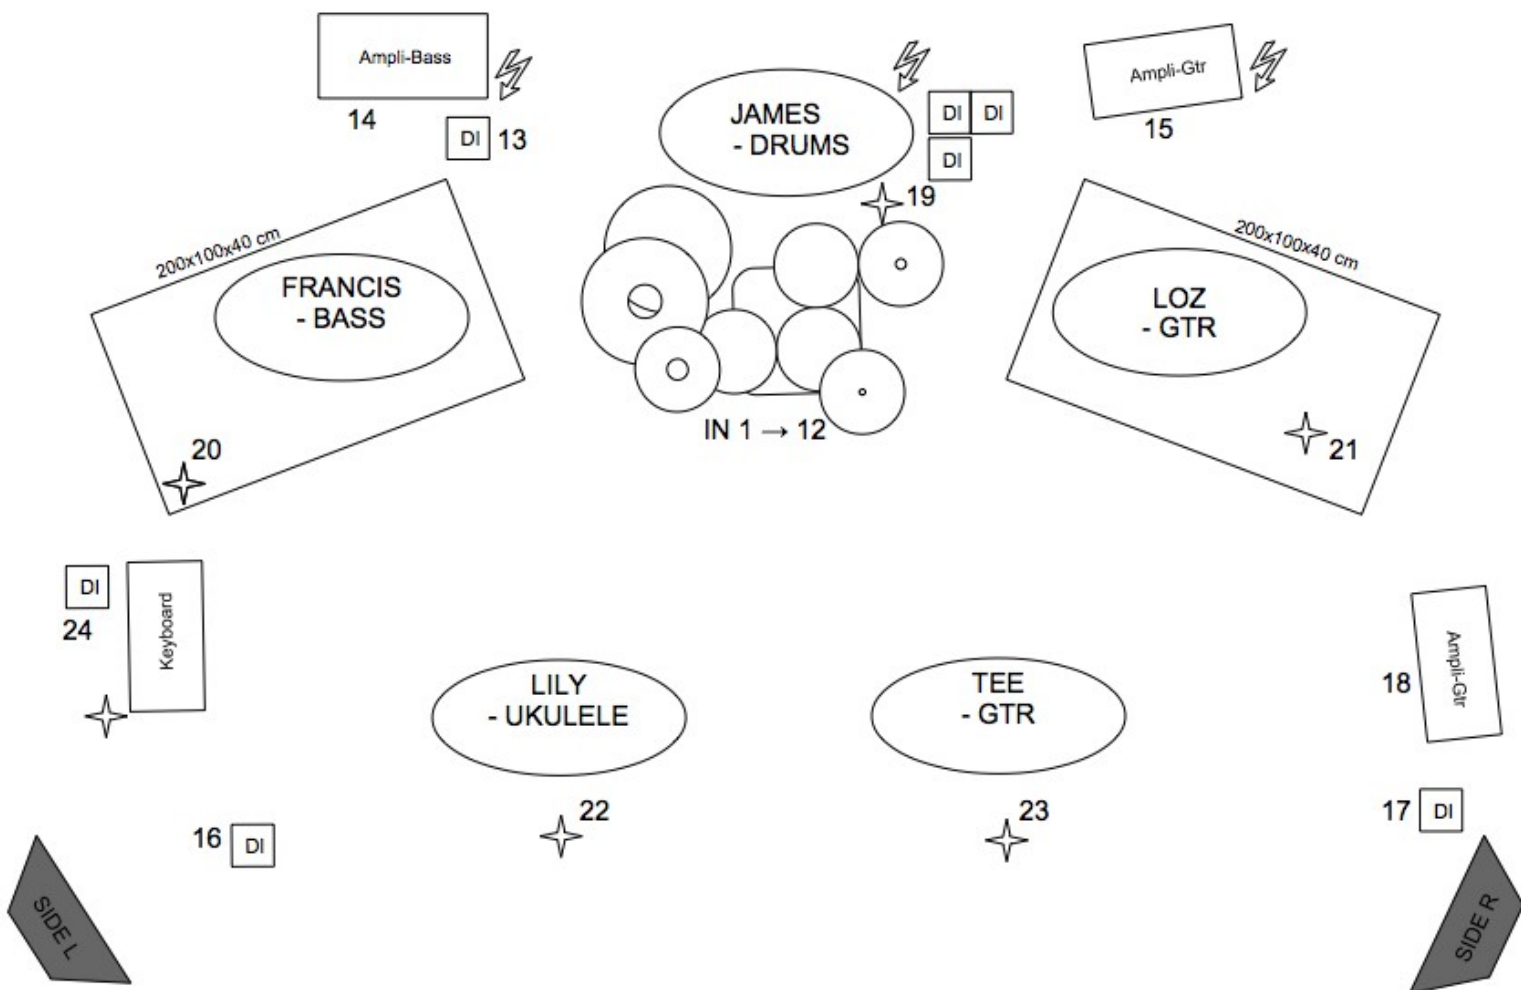 Ampli-Bass
14
DI
13
JAMES
- DRUMS
DI
DI
DI
19
Ampli-Gtr
15
200x100x40 cm
FRANCIS
- BASS
20
IN 1 → 12
200x100x40 cm
LOZ
- GTR
21
DI
24
Keyboard
LILY
- UKULELE
TEE
- GTR
18
Ampli-Gtr
16
DI
22
23
17
DI
SIDE L
SIDE R